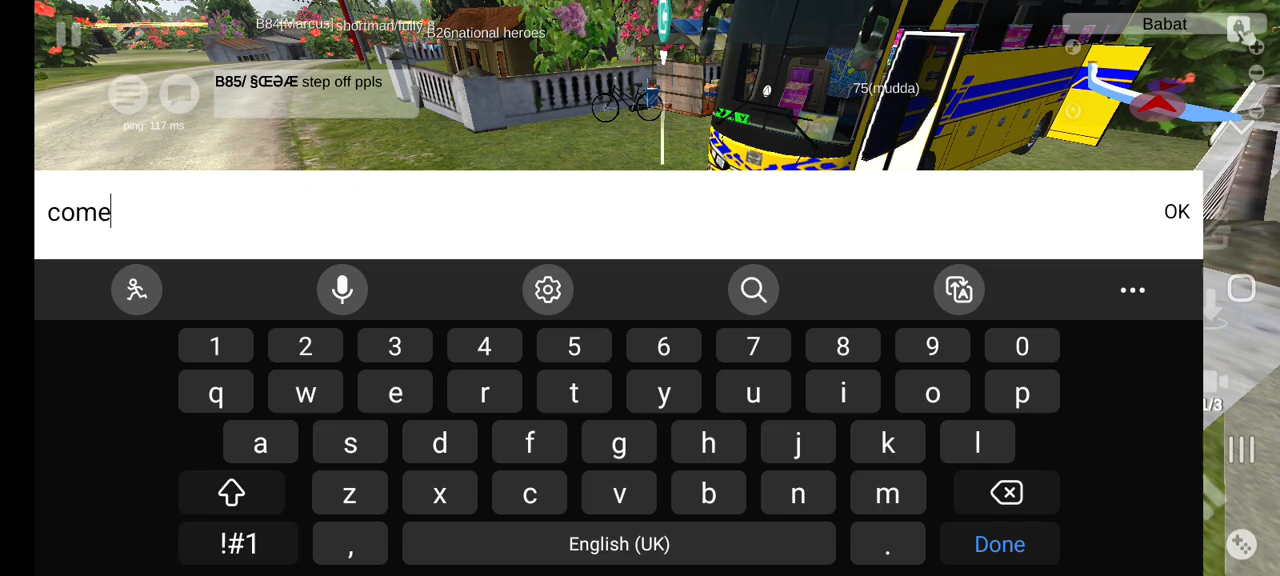 B84[Marcus]
shortman/fully g
B26national heroes
Babat
B85/ §ŒƏÆ step off ppls
75(mudda)
ping: 117 ms
come
OK
1 2 3 4 5 6 7 8 9 0
q w e r t y u i o p
a s d f g h j k l
z x c v b n m
!#1 , English (UK) . Done
1/3